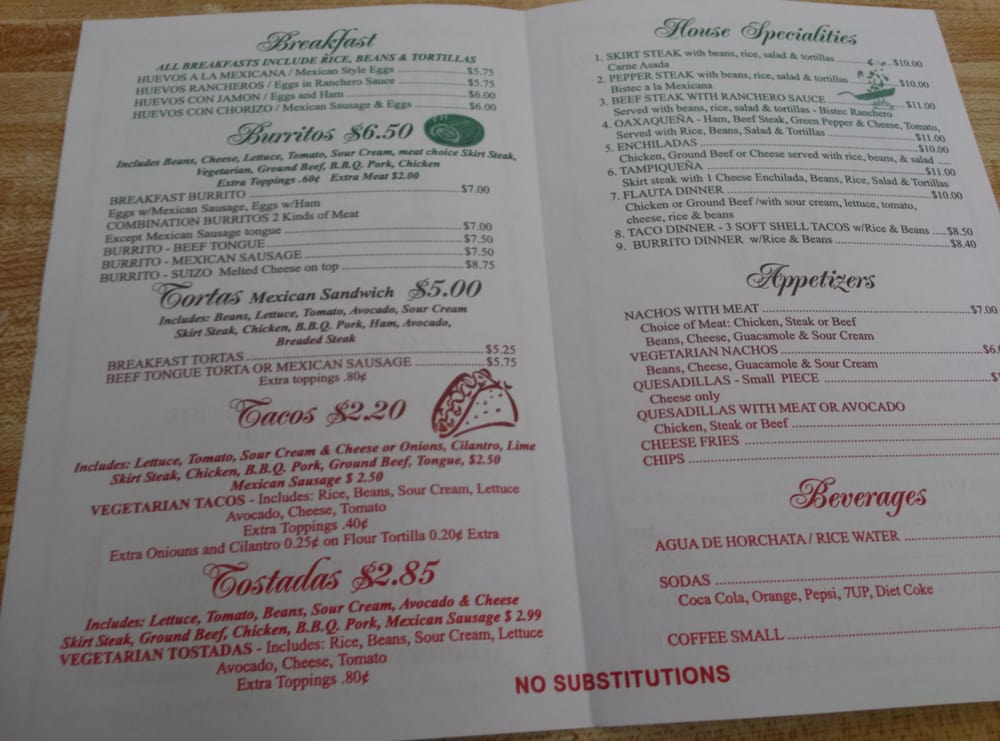 Breakfast
ALL BREAKFASTS INCLUDE RICE, BEANS & TORTILLAS
HUEVOS A LA MEXICANA / Mexican Style Eggs ........ $5.75
HUEVOS RANCHEROS / Eggs in Ranchero Sauce ........ $5.75
HUEVOS CON JAMON / Eggs and Ham ........ $6.00
HUEVOS CON CHORIZO / Mexican Sausage & Eggs ........ $6.00
Burritos $6.50
Includes Beans, Cheese, Lettuce, Tomato, Sour Cream, meat choice Skirt Steak,
Vegetarian, Ground Beef, B.B.Q. Pork, Chicken
Extra Toppings .60¢ Extra Meat $2.00
BREAKFAST BURRITO ........ $7.00
Eggs w/Mexican Sausage, Eggs w/Ham
COMBINATION BURRITOS 2 Kinds of Meat
Except Mexican Sausage tongue ........ $7.00
BURRITO - BEEF TONGUE ........ $7.50
BURRITO - MEXICAN SAUSAGE ........ $7.50
BURRITO - SUIZO Melted Cheese on top ........ $8.75
Tortas Mexican Sandwich $5.00
Includes: Beans, Lettuce, Tomato, Avocado, Sour Cream
Skirt Steak, Chicken, B.B.Q. Pork, Ham, Avocado,
Breaded Steak
BREAKFAST TORTAS ........ $5.25
BEEF TONGUE TORTA OR MEXICAN SAUSAGE ........ $5.75
Extra toppings .80¢
Tacos $2.20
Includes: Lettuce, Tomato, Sour Cream & Cheese or Onions, Cilantro, Lime
Skirt Steak, Chicken, B.B.Q. Pork, Ground Beef, Tongue, $2.50
Mexican Sausage $ 2.50
VEGETARIAN TACOS - Includes: Rice, Beans, Sour Cream, Lettuce
Avocado, Cheese, Tomato
Extra Toppings .40¢
Extra Oniouns and Cilantro 0.25¢ on Flour Tortilla 0.20¢ Extra
Tostadas $2.85
Includes: Lettuce, Tomato, Beans, Sour Cream, Avocado & Cheese
Skirt Steak, Ground Beef, Chicken, B.B.Q. Pork, Mexican Sausage $ 2.99
VEGETARIAN TOSTADAS - Includes: Rice, Beans, Sour Cream, Lettuce
Avocado, Cheese, Tomato
Extra Toppings .80¢
House Specialities
1. SKIRT STEAK with beans, rice, salad & tortillas ........ $10.00
Carne Asada
2. PEPPER STEAK with beans, rice, salad & tortillas ........ $10.00
Bistec a la Mexicana
3. BEEF STEAK WITH RANCHERO SAUCE ........ $11.00
Served with beans, rice, salad & tortillas - Bistec Ranchero
4. OAXAQUEÑA - Ham, Beef Steak, Green Pepper & Cheese, Tomato,
Served with Rice, Beans, Salad & Tortillas ........ $11.00
5. ENCHILADAS ........ $10.00
Chicken, Ground Beef or Cheese served with rice, beans, & salad .....
6. TAMPIQUEÑA ........ $11.00
Skirt steak with 1 Cheese Enchilada, Beans, Rice, Salad & Tortillas
7. FLAUTA DINNER ........ $10.00
Chicken or Ground Beef /with sour cream, lettuce, tomato,
cheese, rice & beans
8. TACO DINNER - 3 SOFT SHELL TACOS w/Rice & Beans ..... $8.50
9. BURRITO DINNER w/Rice & Beans ........ $8.40
Appetizers
NACHOS WITH MEAT ........ $7.00
Choice of Meat: Chicken, Steak or Beef
Beans, Cheese, Guacamole & Sour Cream
VEGETARIAN NACHOS ........ $6.
Beans, Cheese, Guacamole & Sour Cream
QUESADILLAS - Small PIECE ........ $
Cheese only
QUESADILLAS WITH MEAT OR AVOCADO
Chicken, Steak or Beef ........
CHEESE FRIES ........
CHIPS ........
Beverages
AGUA DE HORCHATA / RICE WATER ........
SODAS ........
Coca Cola, Orange, Pepsi, 7UP, Diet Coke
COFFEE SMALL ........
NO SUBSTITUTIONS